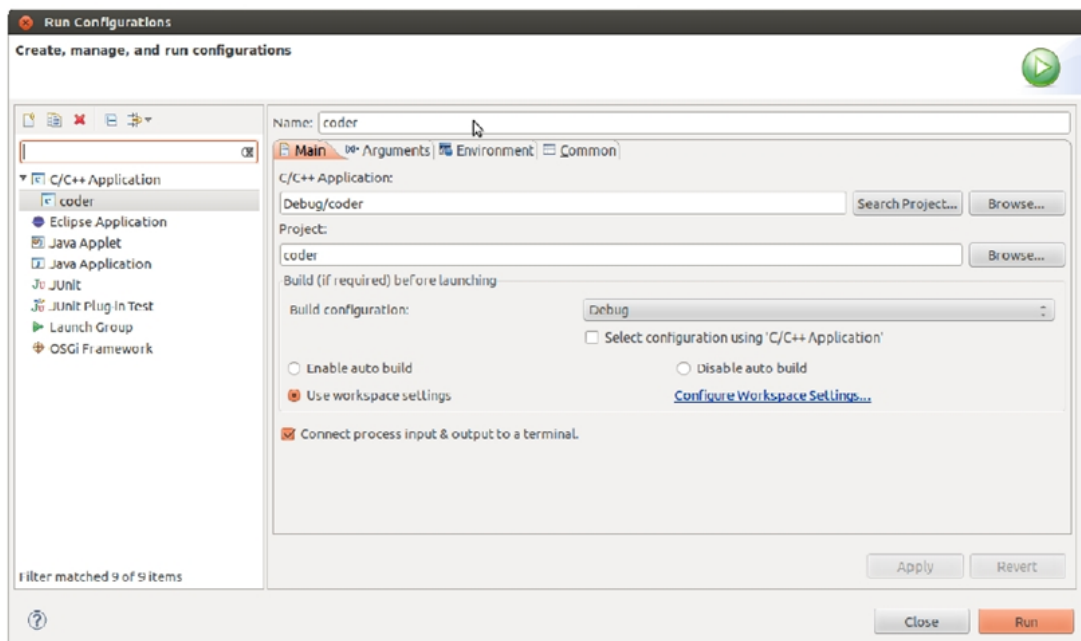 Run Configurations
Create, manage, and run configurations
Name: coder
Main Arguments Environment Common
C/C++ Application
coder
Eclipse Application
Java Applet
Java Application
JUnit
JUnit Plug-in Test
Launch Group
OSGi Framework
Filter matched 9 of 9 items
C/C++ Application:
Debug/coder Search Project... Browse...
Project:
coder Browse...
Build (if required) before launching
Build configuration: Debug
Select configuration using 'C/C++ Application'
Enable auto build Disable auto build
Use workspace settings Configure Workspace Settings...
Connect process input & output to a terminal.
Apply Revert
Close Run